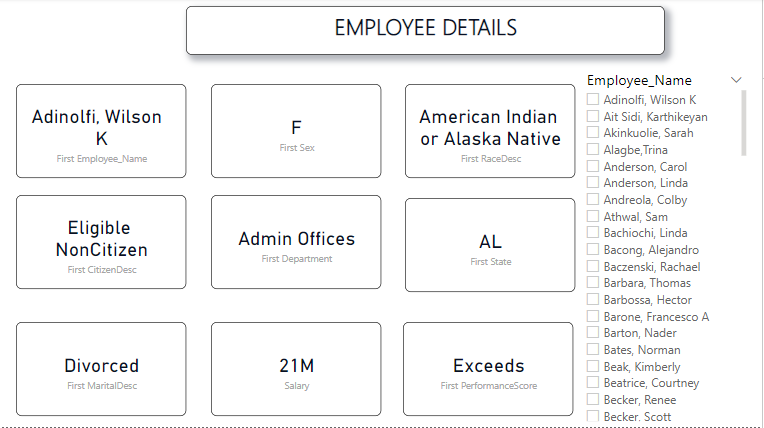 EMPLOYEE DETAILS
Adinolfi, Wilson
K
First Employee_Name
F
First Sex
American Indian
or Alaska Native
First RaceDesc
Eligible
NonCitizen
First CitizenDesc
Admin Offices
First Department
AL
First State
Divorced
First MaritalDesc
21M
Salary
Exceeds
First PerformanceScore
Employee_Name
Adinolfi, Wilson K
Ait Sidi, Karthikeyan
Akinkuolie, Sarah
Alagbe,Trina
Anderson, Carol
Anderson, Linda
Andreola, Colby
Athwal, Sam
Bachiochi, Linda
Bacong, Alejandro
Baczenski, Rachael
Barbara, Thomas
Barbossa, Hector
Barone, Francesco A
Barton, Nader
Bates, Norman
Beak, Kimberly
Beatrice, Courtney
Becker, Renee
Becker, Scott